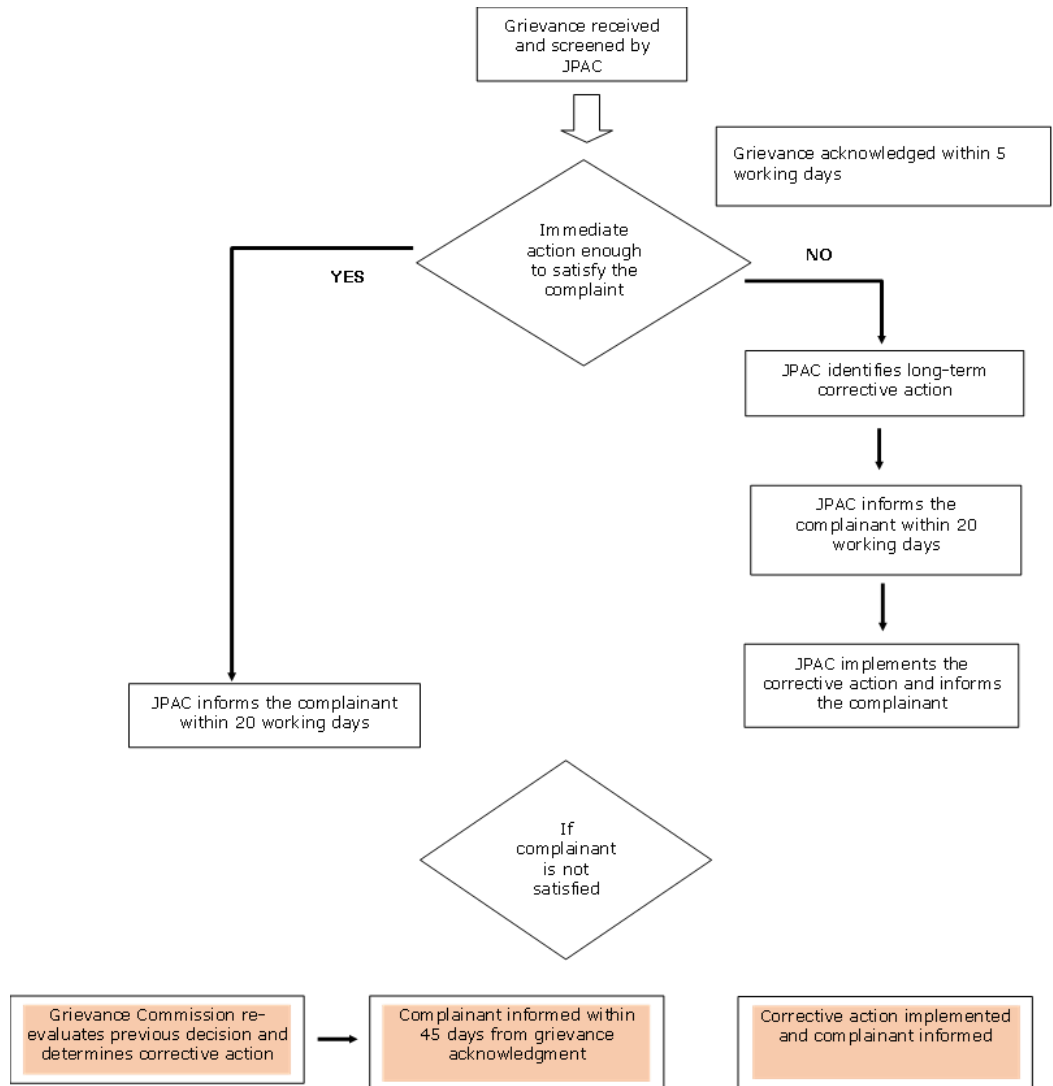 Grievance received
and screened by
JPAC
Grievance acknowledged within 5
working days
Immediate
action enough
to satisfy the
complaint
YES
NO
JPAC identifies long-term
corrective action
JPAC informs the
complainant within 20
working days
JPAC implements the
corrective action and informs
the complainant
JPAC informs the complainant
within 20 working days
If
complainant
is not
satisfied
Grievance Commission re-
evaluates previous decision and
determines corrective action
Complainant informed within
45 days from grievance
acknowledgment
Corrective action implemented
and complainant informed